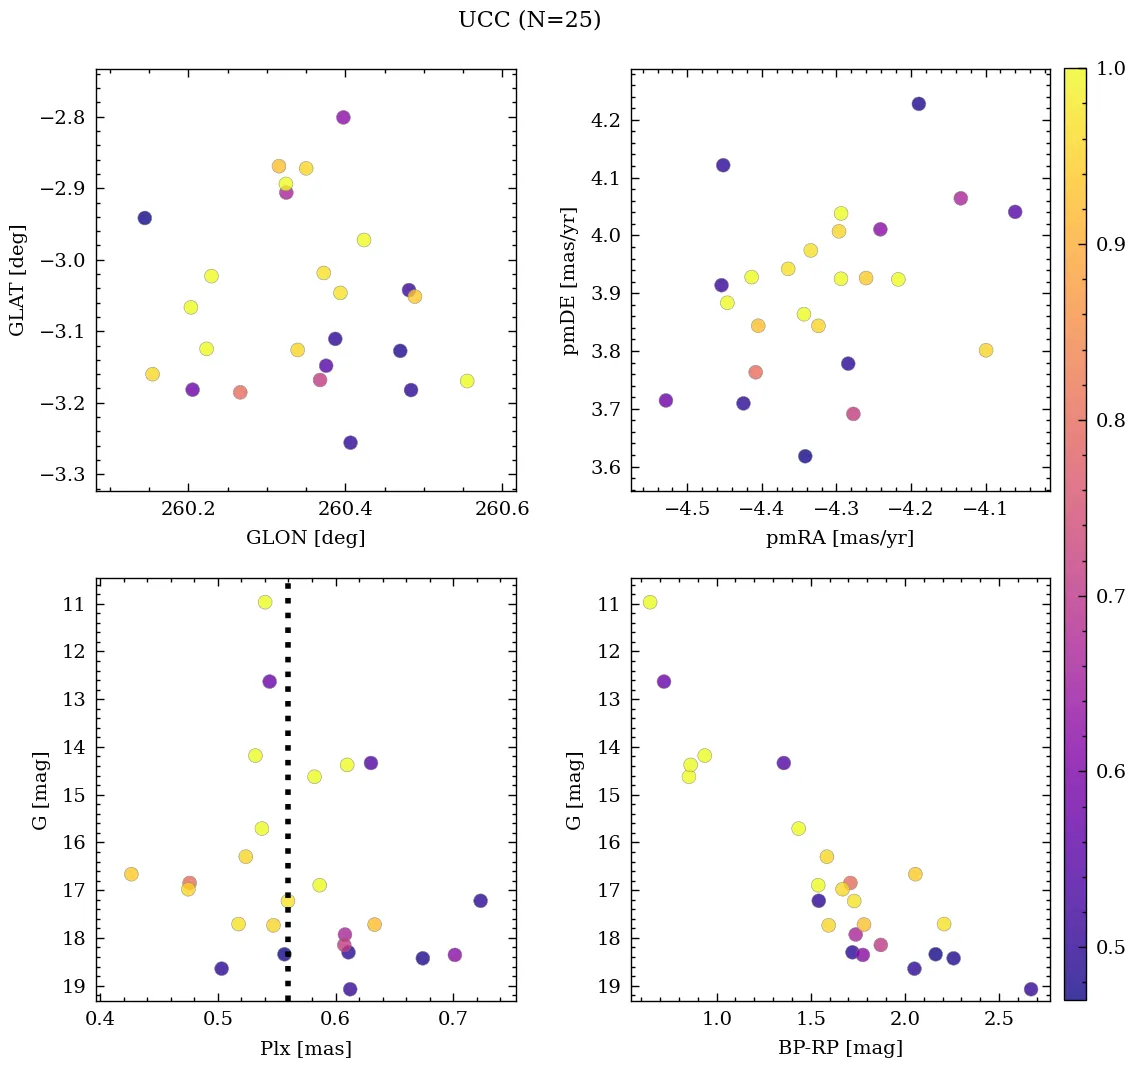 UCC (N=25)
−2.8
−2.9
−3.0
−3.1
−3.2
−3.3
GLAT [deg]
260.2 260.4 260.6
GLON [deg]
4.2
4.1
4.0
3.9
3.8
3.7
3.6
pmDE [mas/yr]
−4.5 −4.4 −4.3 −4.2 −4.1
pmRA [mas/yr]
1.0
0.9
0.8
0.7
0.6
0.5
11
12
13
14
15
16
17
18
19
G [mag]
0.4 0.5 0.6 0.7
Plx [mas]
11
12
13
14
15
16
17
18
19
G [mag]
1.0 1.5 2.0 2.5
BP-RP [mag]